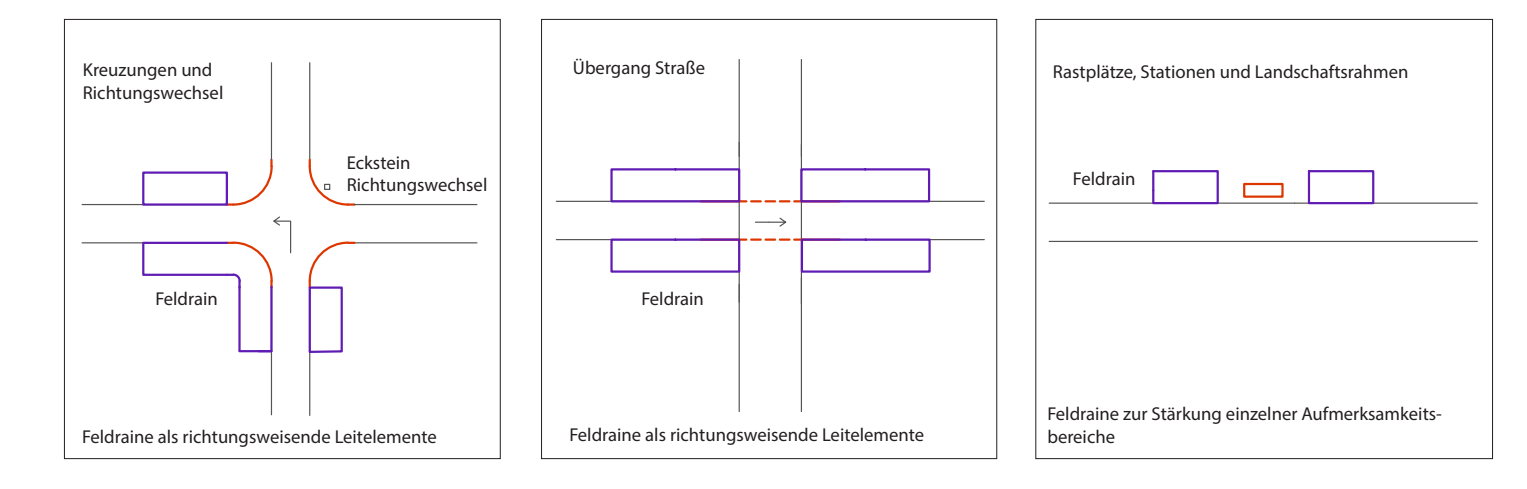 Kreuzungen und
Richtungswechsel
Eckstein
Richtungswechsel
Feldrain
Feldraine als richtungsweisende Leitelemente
Übergang Straße
Feldrain
Feldraine als richtungsweisende Leitelemente
Rastplätze, Stationen und Landschaftsrahmen
Feldrain
Feldraine zur Stärkung einzelner Aufmerksamkeits-
bereiche